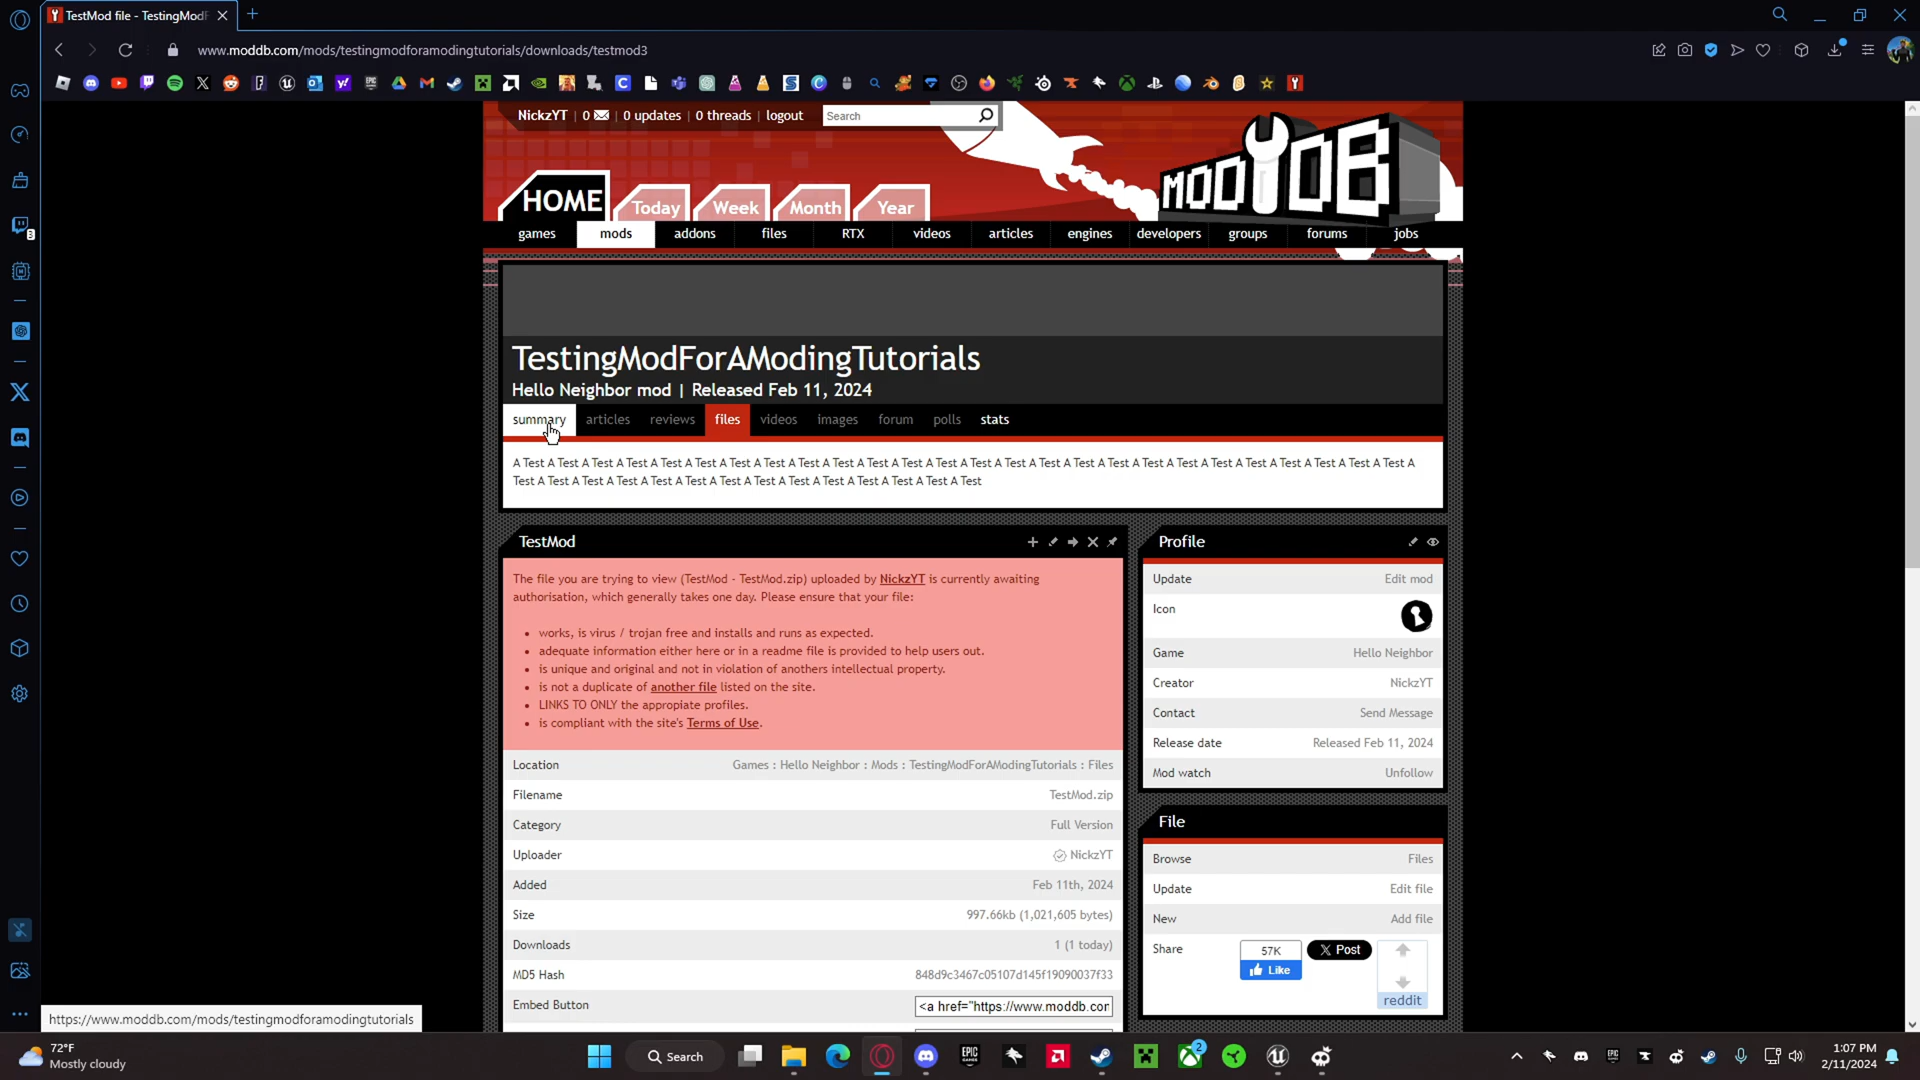 TestMod file - TestingModF
www.moddb.com/mods/testingmodforamodingtutorials/downloads/testmod3
NickzYT | 0 | 0 updates | 0 threads | logout
Search
MOD DB
HOME
Today
Week
Month
Year
games
mods
addons
files
RTX
videos
articles
engines
developers
groups
forums
jobs
TestingModForAModingTutorials
Hello Neighbor mod | Released Feb 11, 2024
summary
articles
reviews
files
videos
images
forum
polls
stats
A Test A Test A Test A Test A Test A Test A Test A Test A Test A Test A Test A Test A Test A Test A Test A Test A Test A Test A Test A Test A Test A Test A Test A Test A Test A Test A
Test A Test A Test A Test A Test A Test A Test A Test A Test A Test A Test A Test A Test A Test
TestMod
The file you are trying to view (TestMod - TestMod.zip) uploaded by NickzYT is currently awaiting
authorisation, which generally takes one day. Please ensure that your file:
• works, is virus / trojan free and installs and runs as expected.
• adequate information either here or in a readme file is provided to help users out.
• is unique and original and not in violation of anothers intellectual property.
• is not a duplicate of another file listed on the site.
• LINKS TO ONLY the appropiate profiles.
• is compliant with the site's Terms of Use.
Location
Games : Hello Neighbor : Mods : TestingModForAModingTutorials : Files
Filename
TestMod.zip
Category
Full Version
Uploader
NickzYT
Added
Feb 11th, 2024
Size
997.66kb (1,021,605 bytes)
Downloads
1 (1 today)
MD5 Hash
848d9c3467c05107d145f19090037f33
Embed Button
<a href="https://www.moddb.cor
Profile
Update
Edit mod
Icon
Game
Hello Neighbor
Creator
NickzYT
Contact
Send Message
Release date
Released Feb 11, 2024
Mod watch
Unfollow
File
Browse
Files
Update
Edit file
New
Add file
Share
57K
Like
Post
reddit
https://www.moddb.com/mods/testingmodforamodingtutorials
72°F
Mostly cloudy
Search
EPIC
GAMES
2
1:07 PM
2/11/2024